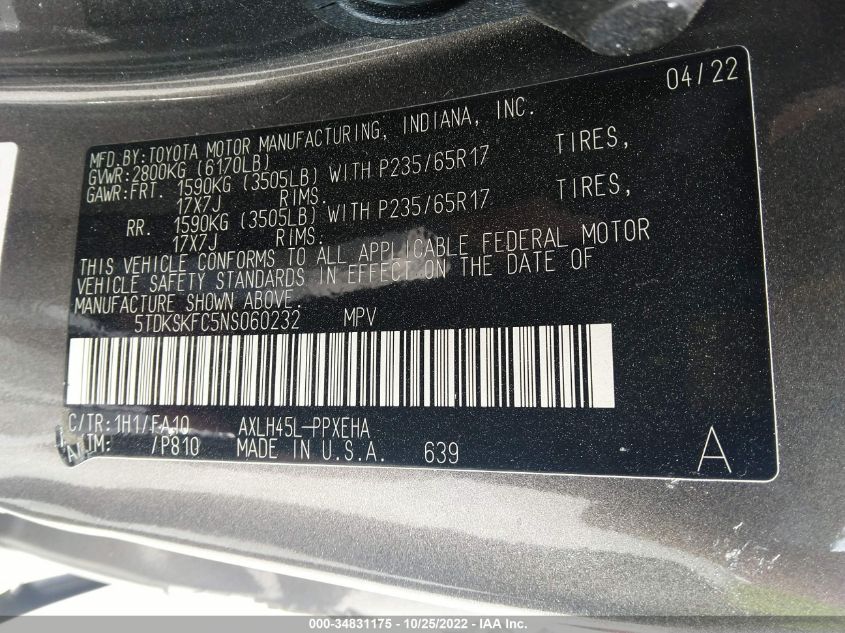 04/22
MFD.BY:TOYOTA MOTOR MANUFACTURING, INDIANA, INC.
GVWR:2800KG (6170LB)
GAWR:FRT. 1590KG (3505LB) WITH P235/65R17 TIRES,
17X7J RIMS.
RR. 1590KG (3505LB) WITH P235/65R17 TIRES,
17X7J RIMS.
THIS VEHICLE CONFORMS TO ALL APPLICABLE FEDERAL MOTOR
VEHICLE SAFETY STANDARDS IN EFFECT ON THE DATE OF
MANUFACTURE SHOWN ABOVE.
5TDKSKFC5NS060232 MPV
C/TR:1H1/FA10 AXLH45L-PPXEHA
/P810 MADE IN U.S.A. 639
A
000-34831175 - 10/25/2022 - IAAI.com.